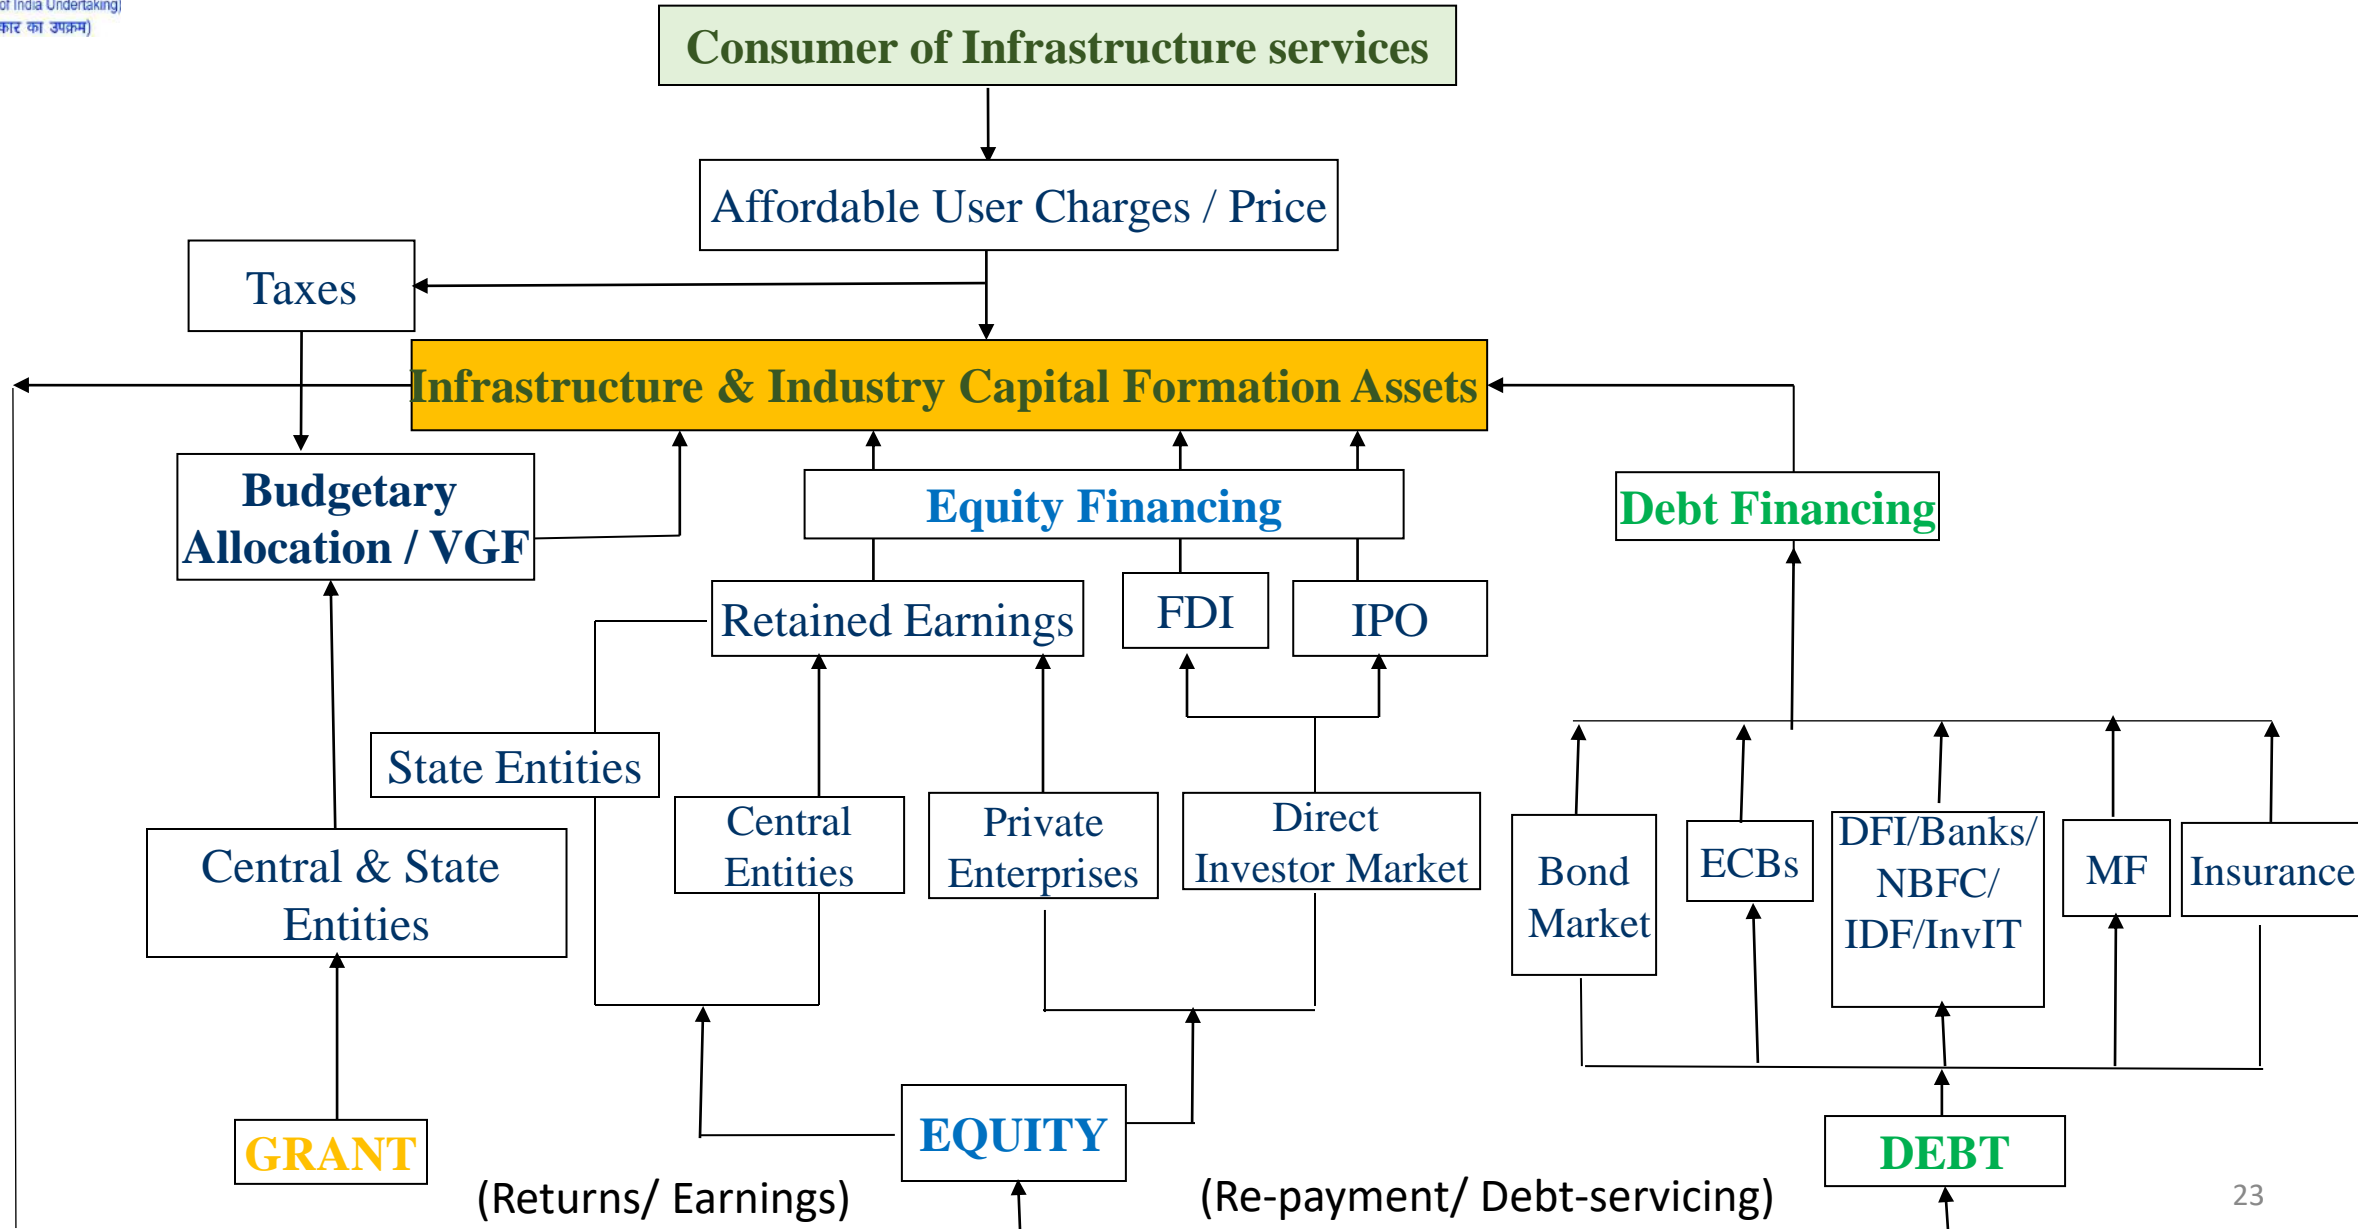 of India Undertaking)
का उपक्रम)
Consumer of Infrastructure services
Affordable User Charges / Price
Taxes
Infrastructure & Industry Capital Formation Assets
Budgetary
Allocation / VGF
Equity Financing
Debt Financing
Retained Earnings
FDI
IPO
State Entities
Central
Entities
Private
Enterprises
Direct
Investor Market
Central & State
Entities
Bond
Market
ECBs
DFI/Banks/
NBFC/
IDF/InvIT
MF
Insurance
GRANT
EQUITY
DEBT
(Returns/ Earnings)
(Re-payment/ Debt-servicing)
23